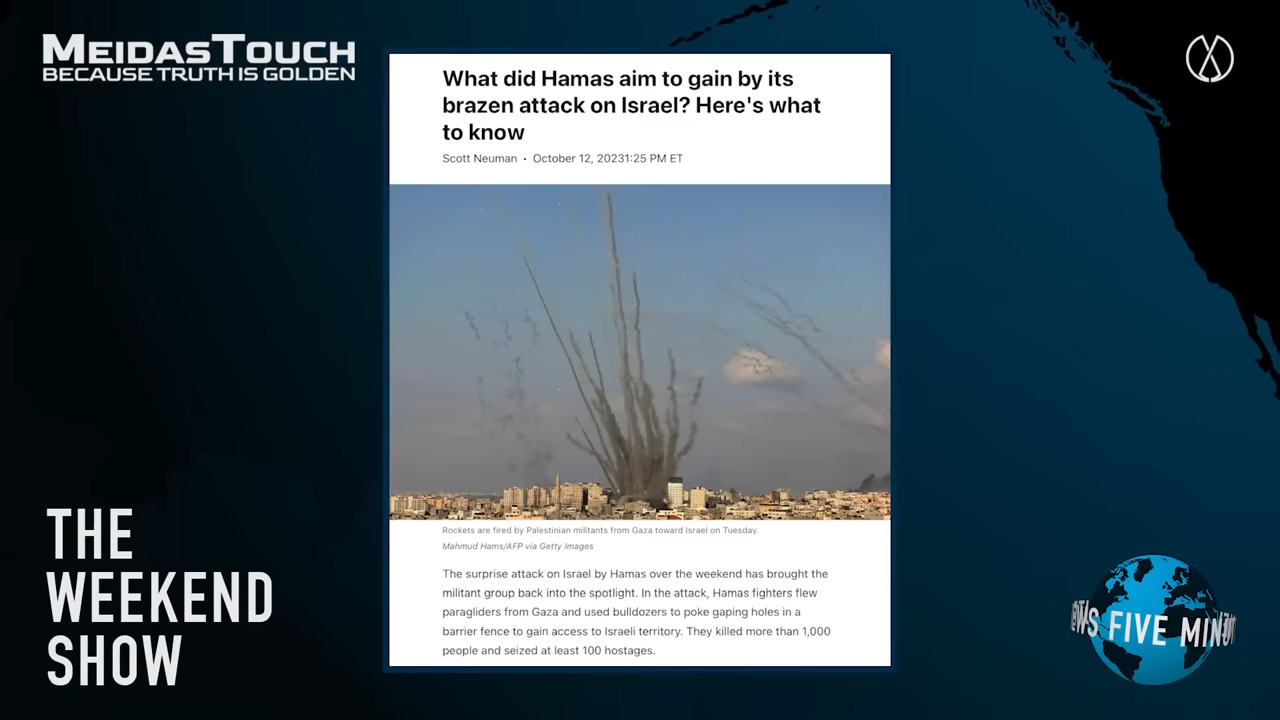 MEIDASTOUCH
BECAUSE TRUTH IS GOLDEN
What did Hamas aim to gain by its
brazen attack on Israel? Here's what
to know
Scott Neuman • October 12, 20231:25 PM ET
Rockets are fired by Palestinian militants from Gaza toward Israel on Tuesday.
Mahmud Hams/AFP via Getty Images
The surprise attack on Israel by Hamas over the weekend has brought the
militant group back into the spotlight. In the attack, Hamas fighters flew
paragliders from Gaza and used bulldozers to poke gaping holes in a
barrier fence to gain access to Israeli territory. They killed more than 1,000
people and seized at least 100 hostages.
THE
WEEKEND
SHOW
FIVE